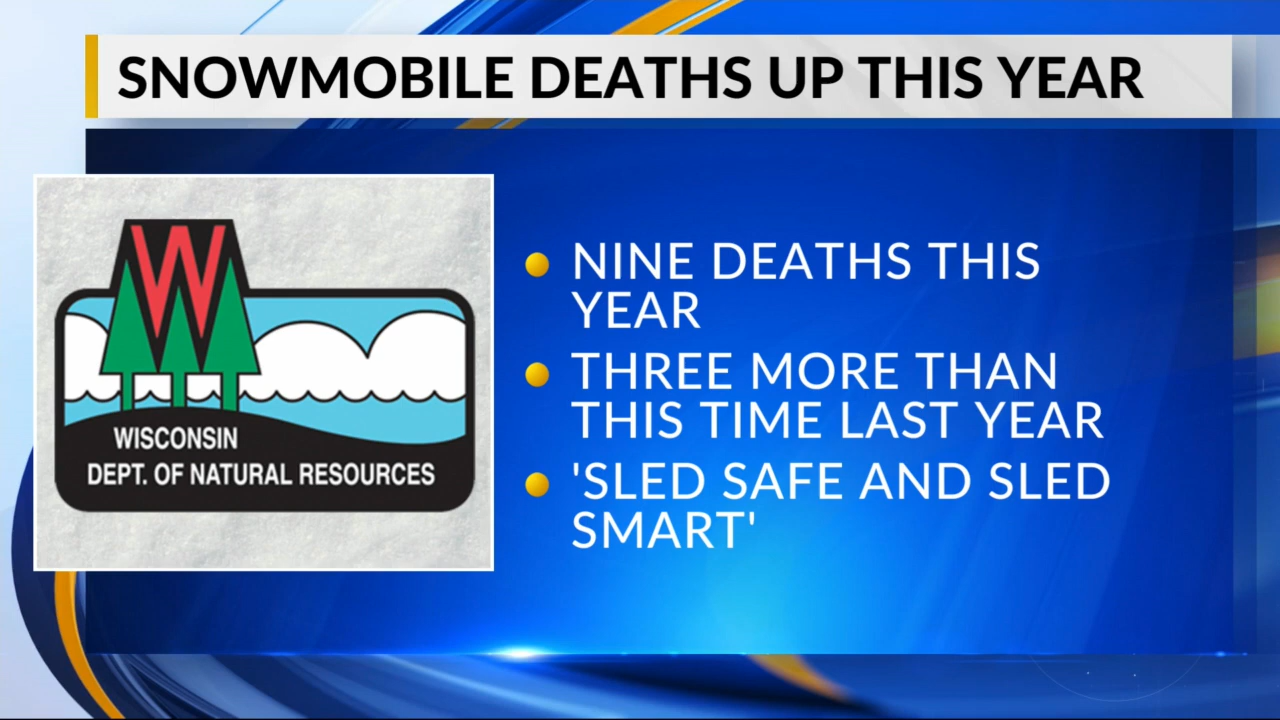 SNOWMOBILE DEATHS UP THIS YEAR
W
WISCONSIN
DEPT. OF NATURAL RESOURCES
NINE DEATHS THIS
YEAR
THREE MORE THAN
THIS TIME LAST YEAR
'SLED SAFE AND SLED
SMART'